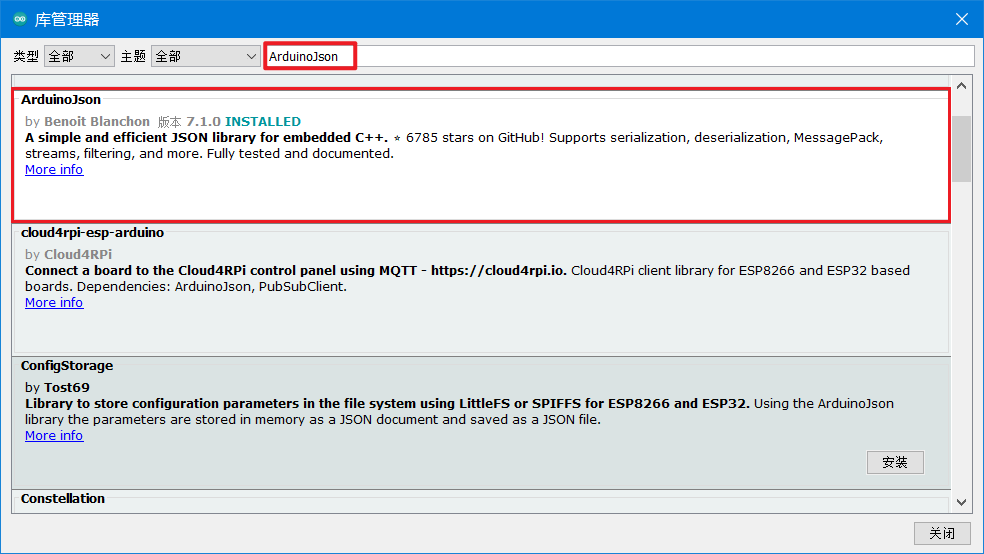 库管理器
类型 全部 主题 全部 ArduinoJson
ArduinoJson
by Benoit Blanchon 版本 7.1.0 INSTALLED
A simple and efficient JSON library for embedded C++. ⭐ 6785 stars on GitHub! Supports serialization, deserialization, MessagePack,
streams, filtering, and more. Fully tested and documented.
More info
cloud4rpi-esp-arduino
by Cloud4RPi
Connect a board to the Cloud4RPi control panel using MQTT - https://cloud4rpi.io. Cloud4RPi client library for ESP8266 and ESP32 based
boards. Dependencies: ArduinoJson, PubSubClient.
More info
ConfigStorage
by Tost69
Library to store configuration parameters in the file system using LittleFS or SPIFFS for ESP8266 and ESP32. Using the ArduinoJson
library the parameters are stored in memory as a JSON document and saved as a JSON file.
More info
安装
Constellation
关闭